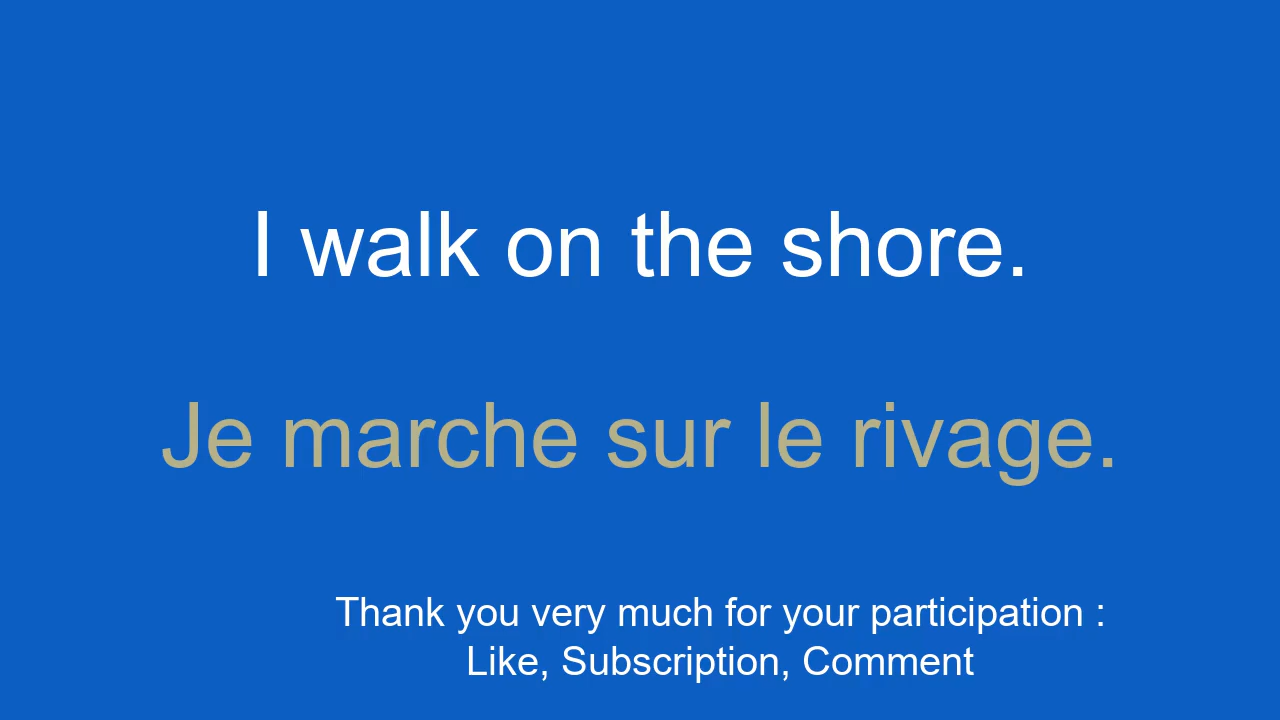 I walk on the shore.
Je marche sur le rivage.
Thank you very much for your participation :
Like, Subscription, Comment